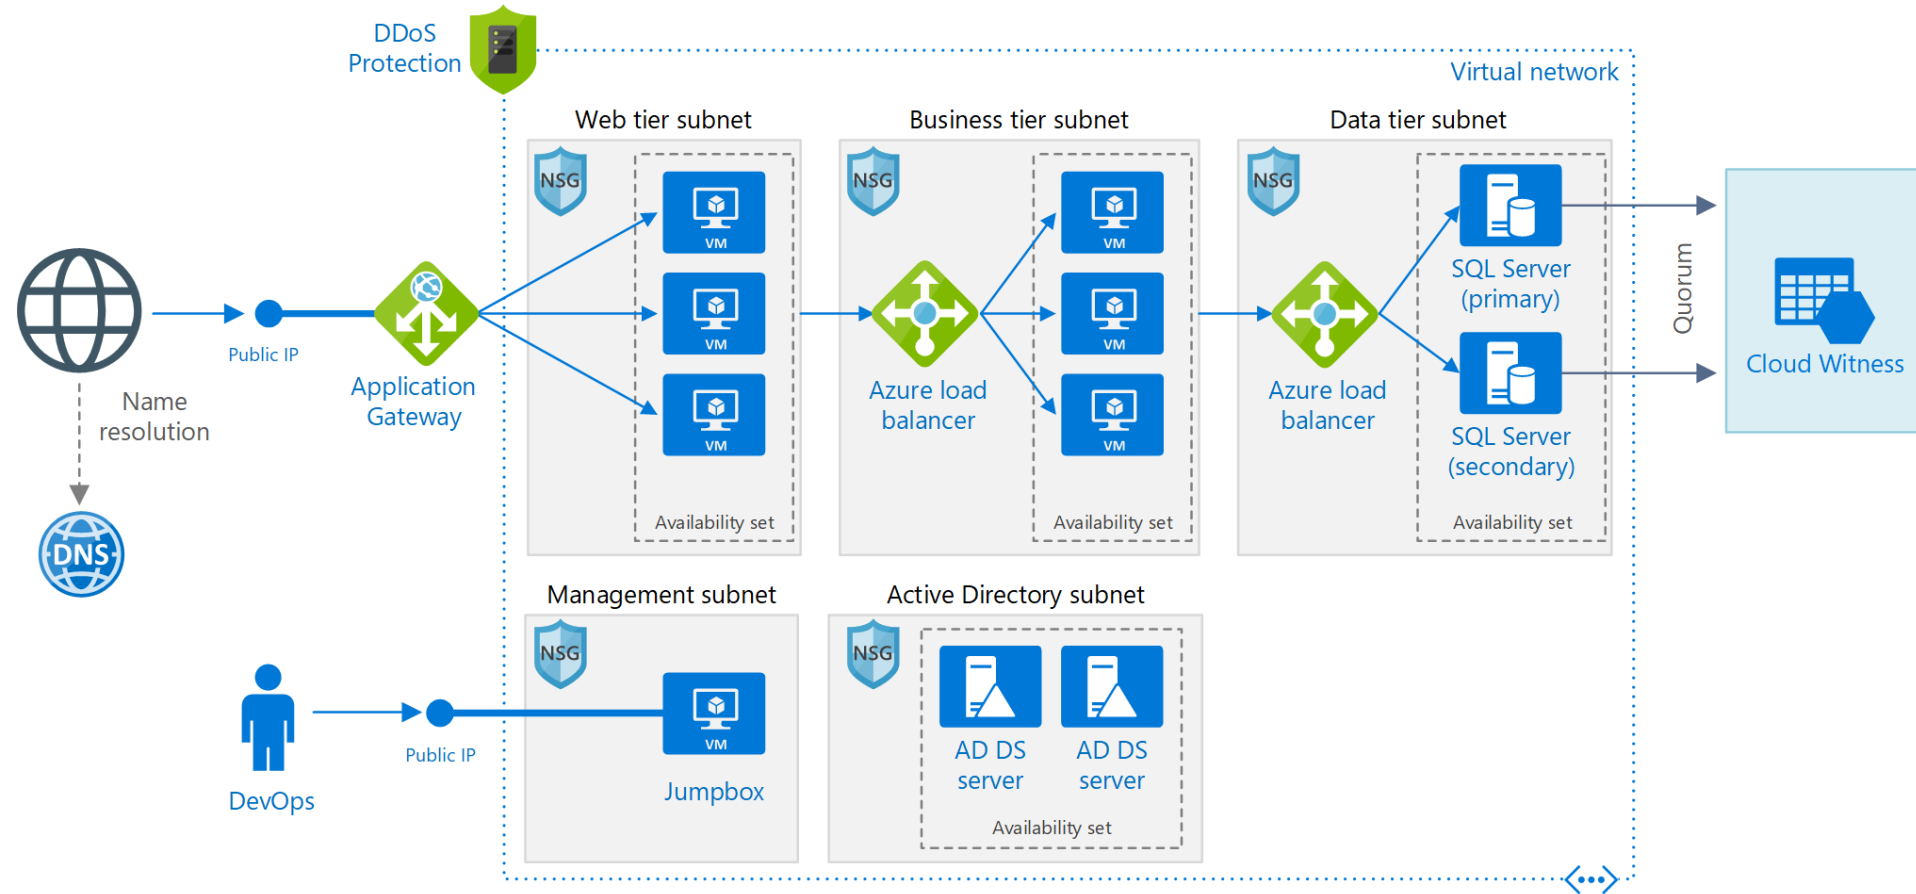 DDoS
Protection
Virtual network
Web tier subnet
Business tier subnet
Data tier subnet
NSG
VM
VM
VM
Availability set
NSG
VM
VM
VM
Availability set
NSG
SQL Server
(primary)
SQL Server
(secondary)
Availability set
Public IP
Application
Gateway
Azure load
balancer
Azure load
balancer
Quorum
Cloud Witness
Name
resolution
DNS
Management subnet
Active Directory subnet
NSG
VM
Jumpbox
NSG
AD DS
server
AD DS
server
Availability set
Public IP
DevOps